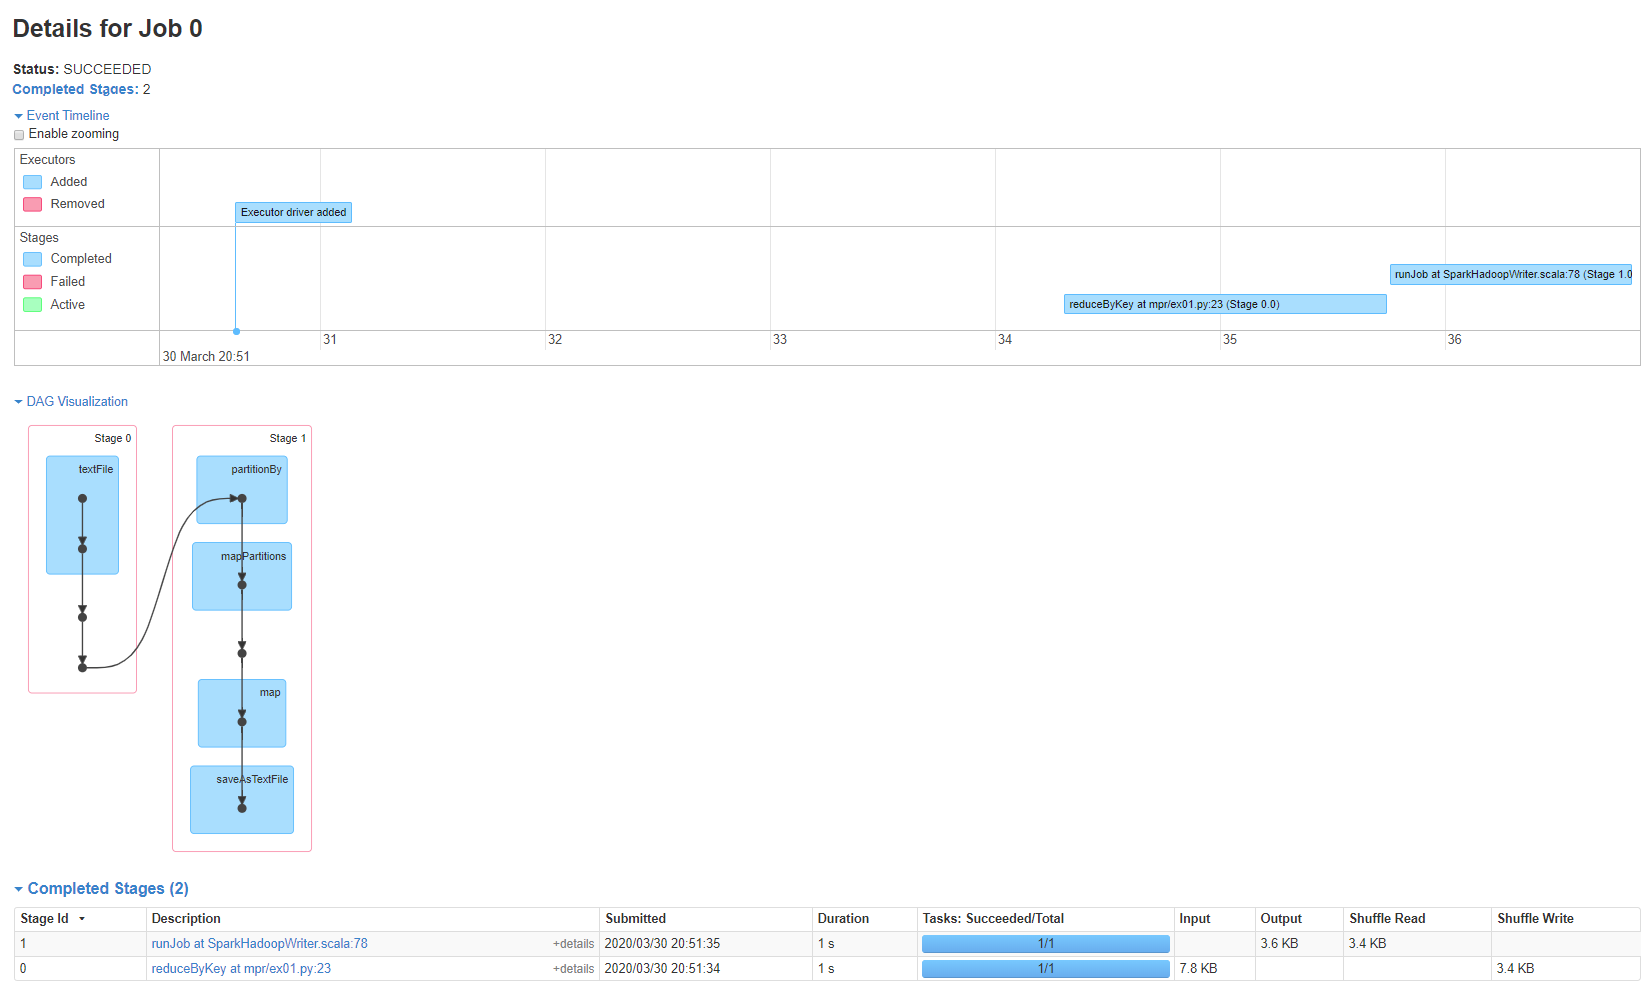 Details for Job 0
Status: SUCCEEDED
Completed Stages: 2
Event Timeline
Enable zooming
Executors
Added
Removed
Executor driver added
Stages
Completed
Failed
Active
runJob at SparkHadoopWriter.scala:78 (Stage 1.0
reduceByKey at mpr/ex01.py:23 (Stage 0.0)
31 32 33 34 35 36
30 March 20:51
DAG Visualization
Stage 0 Stage 1
textFile partitionBy
mapPartitions
map
saveAsTextFile
Completed Stages (2)
Stage Id Description Submitted Duration Tasks: Succeeded/Total Input Output Shuffle Read Shuffle Write
1 runJob at SparkHadoopWriter.scala:78 +details 2020/03/30 20:51:35 1 s 1/1 3.6 KB 3.4 KB
0 reduceByKey at mpr/ex01.py:23 +details 2020/03/30 20:51:34 1 s 1/1 7.8 KB 3.4 KB